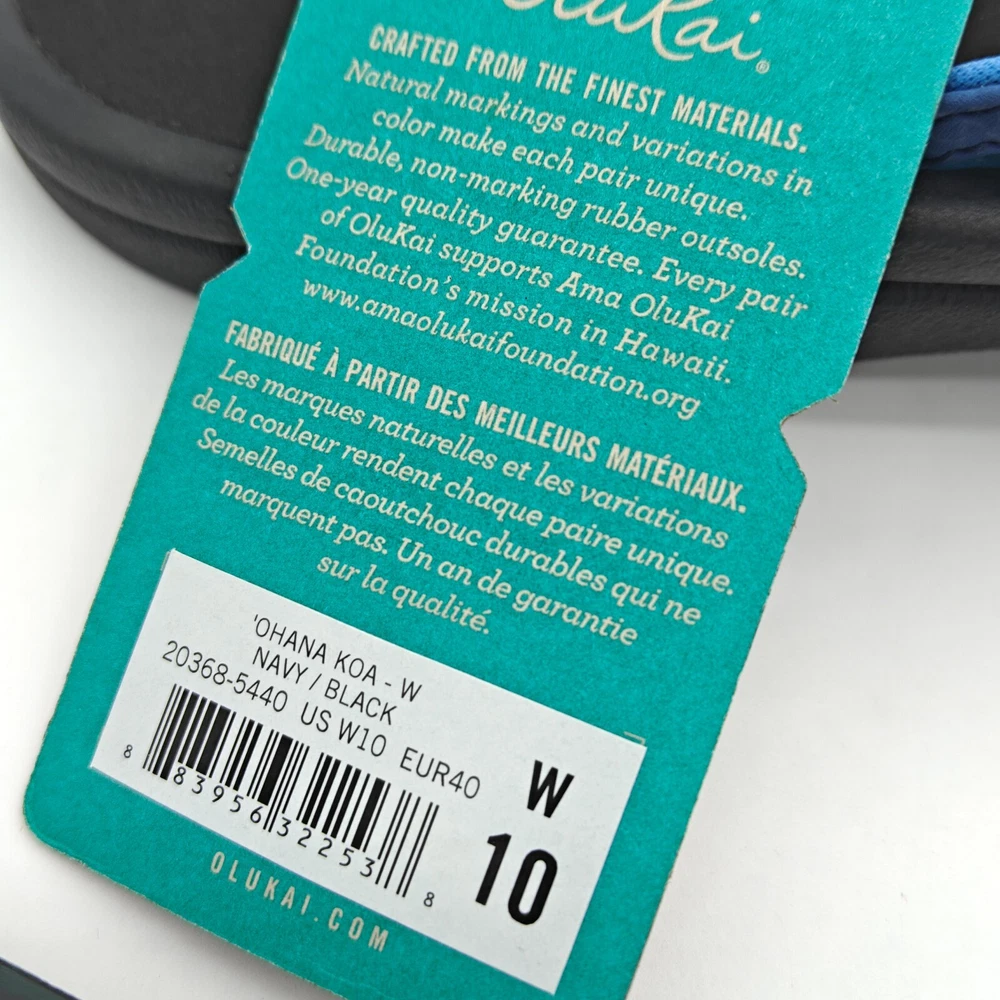 OluKai®
CRAFTED FROM THE FINEST MATERIALS.
Natural markings and variations in
color make each pair unique.
Durable, non-marking rubber outsoles.
One-year quality guarantee. Every pair
of OluKai supports Ama OluKai
Foundation's mission in Hawaii.
www.amaolukaifoundation.org
FABRIQUÉ À PARTIR DES MEILLEURS MATÉRIAUX.
Les marques naturelles et les variations
de la couleur rendent chaque paire unique.
Semelles de caoutchouc durables qui ne
marquent pas. Un an de garantie
sur la qualité.
'OHANA KOA - W
NAVY / BLACK
20368-5440 US W10 EUR40
8 83956 32253 8
W
10
OLUKAI.COM